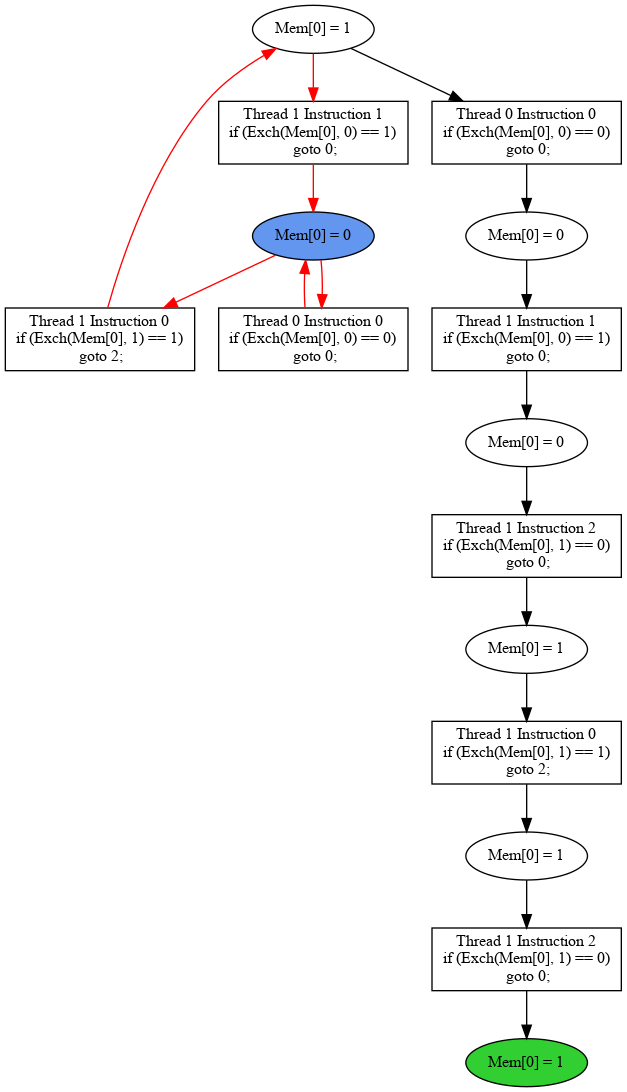 Mem[0] = 1
Thread 1 Instruction 1
if (Exch(Mem[0], 0) == 1)
goto 0;
Thread 0 Instruction 0
if (Exch(Mem[0], 0) == 0)
goto 0;
Mem[0] = 0
Mem[0] = 0
Thread 1 Instruction 0
if (Exch(Mem[0], 1) == 1)
goto 2;
Thread 0 Instruction 0
if (Exch(Mem[0], 0) == 0)
goto 0;
Thread 1 Instruction 1
if (Exch(Mem[0], 0) == 1)
goto 0;
Mem[0] = 0
Thread 1 Instruction 2
if (Exch(Mem[0], 1) == 0)
goto 0;
Mem[0] = 1
Thread 1 Instruction 0
if (Exch(Mem[0], 1) == 1)
goto 2;
Mem[0] = 1
Thread 1 Instruction 2
if (Exch(Mem[0], 1) == 0)
goto 0;
Mem[0] = 1